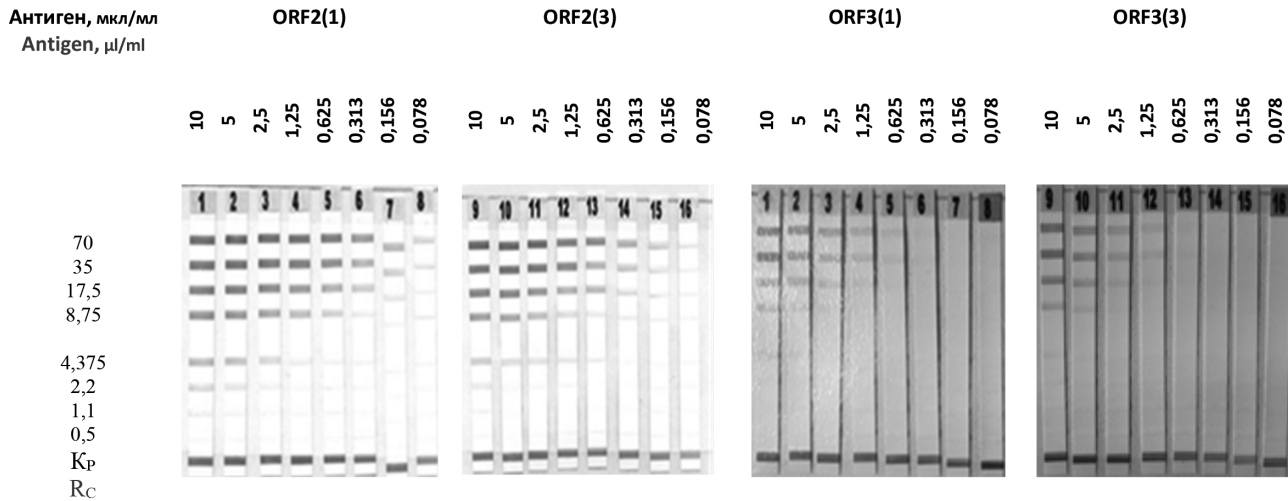 Антиген, мкл/мл ORF2(1) ORF2(3) ORF3(1) ORF3(3)
Antigen, µl/ml
10 5 2,5 1,25 0,625 0,313 0,156 0,078 10 5 2,5 1,25 0,625 0,313 0,156 0,078 10 5 2,5 1,25 0,625 0,313 0,156 0,078 10 5 2,5 1,25 0,625 0,313 0,156 0,078
1 2 3 4 5 6 7 8 9 10 11 12 13 14 15 16 1 2 3 4 5 6 7 8 9 10 11 12 13 14 15 16
70
35
17,5
8,75
4,375
2,2
1,1
0,5
КР
RC